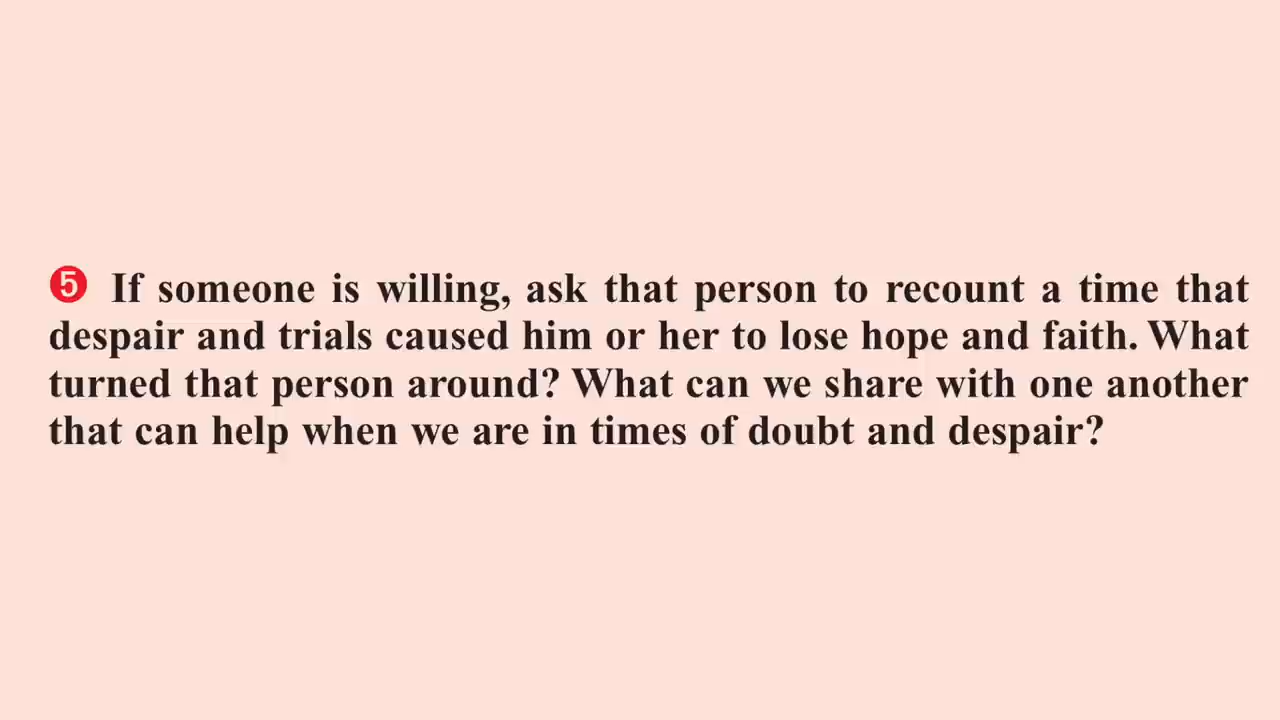 ❺ If someone is willing, ask that person to recount a time that
despair and trials caused him or her to lose hope and faith. What
turned that person around? What can we share with one another
that can help when we are in times of doubt and despair?